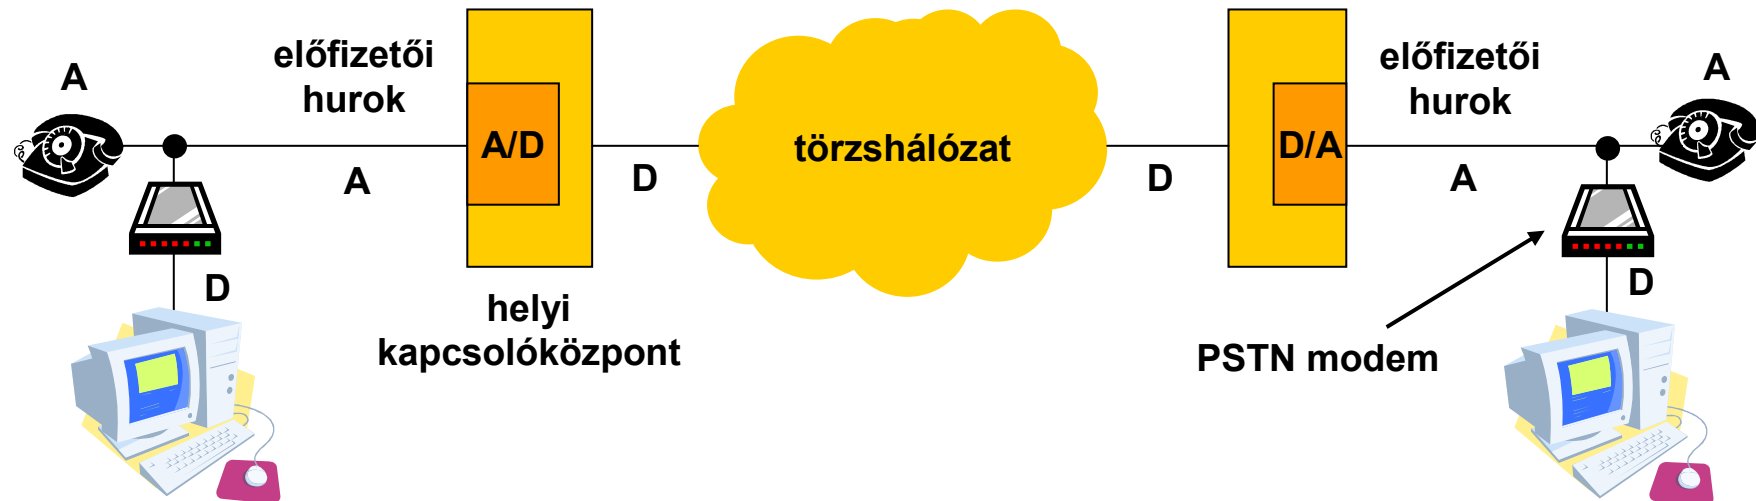 A
előfizetői
hurok
A
A/D
D
D
helyi
kapcsolóközpont
törzshálózat
D
D/A
előfizetői
hurok
A
A
D
PSTN modem